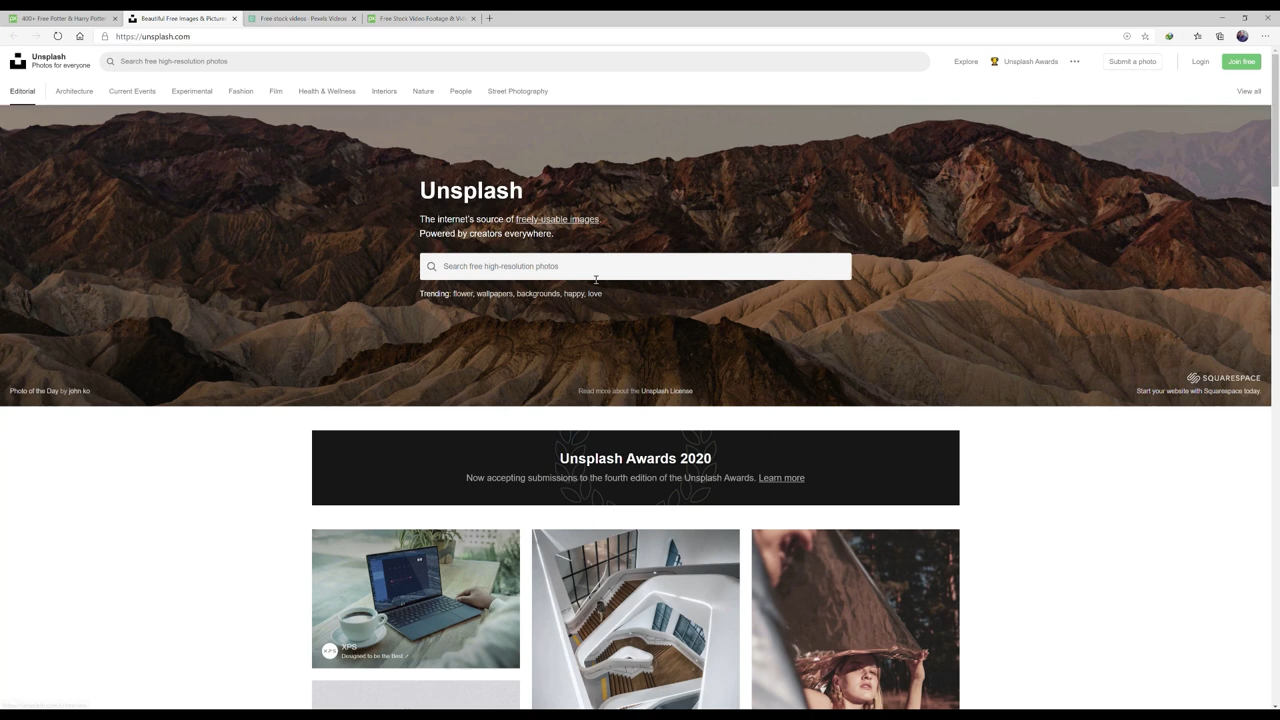 400+ Free Potter & Harry Potter
Beautiful Free Images & Pictures
Free stock videos · Pexels Videos
Free Stock Video Footage & Vid
https://unsplash.com
Unsplash
Photos for everyone
Search free high-resolution photos
Explore
Unsplash Awards
Submit a photo
Login
Join free
Editorial
Architecture
Current Events
Experimental
Fashion
Film
Health & Wellness
Interiors
Nature
People
Street Photography
View all
Unsplash
The internet's source of freely-usable images.
Powered by creators everywhere.
Search free high-resolution photos
Trending: flower, wallpapers, backgrounds, happy, love
Photo of the Day by john ko
Read more about the Unsplash License
SQUARESPACE
Start your website with Squarespace today.
Unsplash Awards 2020
Now accepting submissions to the fourth edition of the Unsplash Awards. Learn more
XPS
XPS
Designed to be the Best ↗